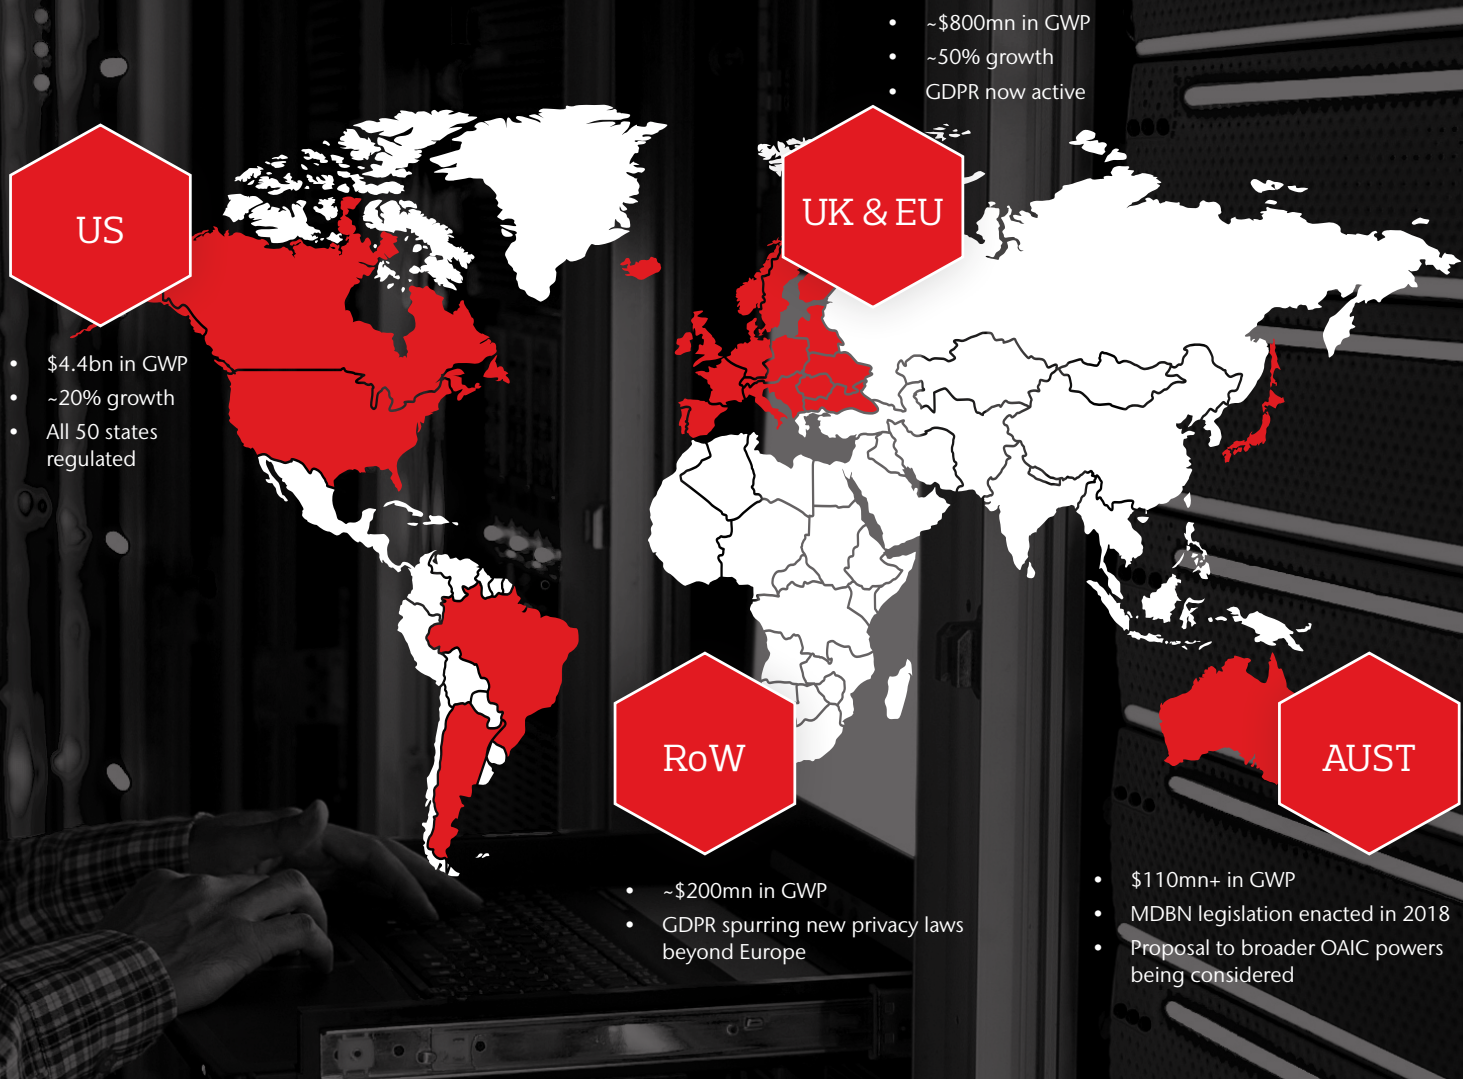 ~$800mn in GWP
~50% growth
GDPR now active
UK & EU
US
$4.4bn in GWP
~20% growth
All 50 states
regulated
RoW
~$200mn in GWP
GDPR spurring new privacy laws
beyond Europe
AUST
$110mn+ in GWP
MDBN legislation enacted in 2018
Proposal to broader OAIC powers
being considered